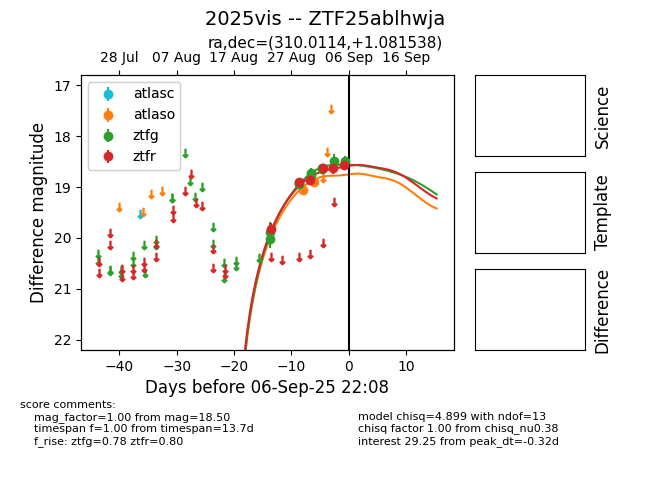 2025vis -- ZTF25ablhwja
ra,dec=(310.0114,+1.081538)
28 Jul 07 Aug 17 Aug 27 Aug 06 Sep 16 Sep
17
18
19
20
21
22
Difference magnitude
atlasc
atlaso
ztfg
ztfr
−40 −30 −20 −10 0 10
Days before 06-Sep-25 22:08
Science
Template
Difference
score comments:
mag_factor=1.00 from mag=18.50
timespan f=1.00 from timespan=13.7d
f_rise: ztfg=0.78 ztfr=0.80
model chisq=4.899 with ndof=13
chisq factor 1.00 from chisq_nu0.38
interest 29.25 from peak_dt=-0.32d